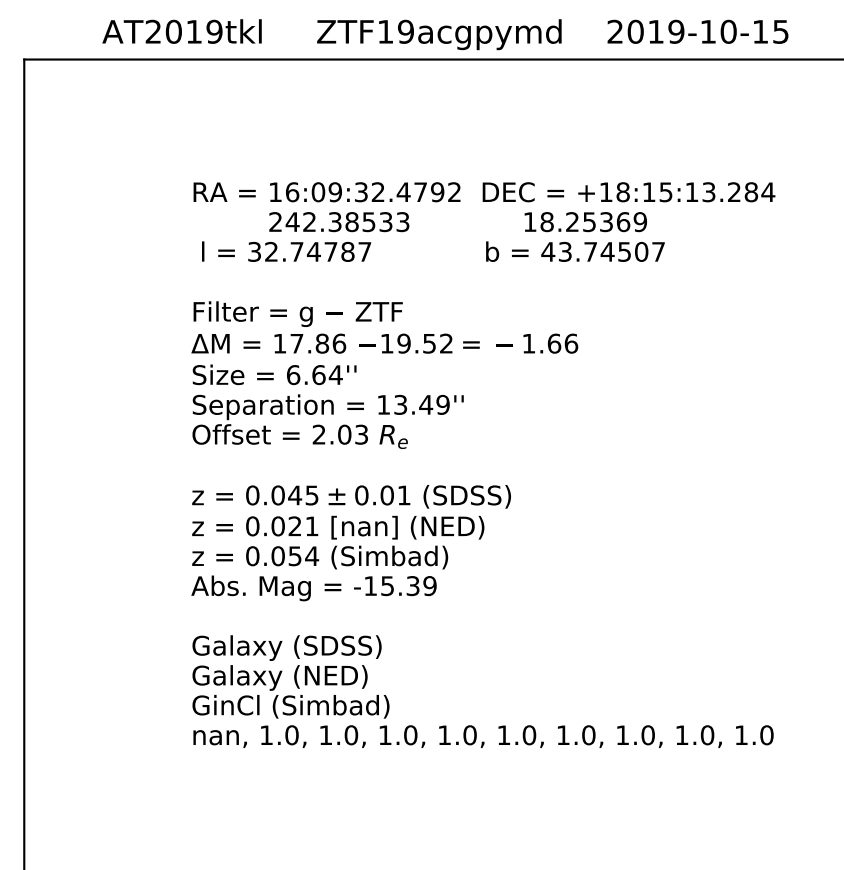 AT2019tkl ZTF19acgpymd 2019-10-15
RA = 16:09:32.4792 DEC = +18:15:13.284
242.38533 18.25369
l = 32.74787 b = 43.74507
Filter = g − ZTF
ΔM = 17.86 −19.52 = − 1.66
Size = 6.64''
Separation = 13.49''
Offset = 2.03 Rₑ
z = 0.045 ± 0.01 (SDSS)
z = 0.021 [nan] (NED)
z = 0.054 (Simbad)
Abs. Mag = -15.39
Galaxy (SDSS)
Galaxy (NED)
GinCl (Simbad)
nan, 1.0, 1.0, 1.0, 1.0, 1.0, 1.0, 1.0, 1.0, 1.0